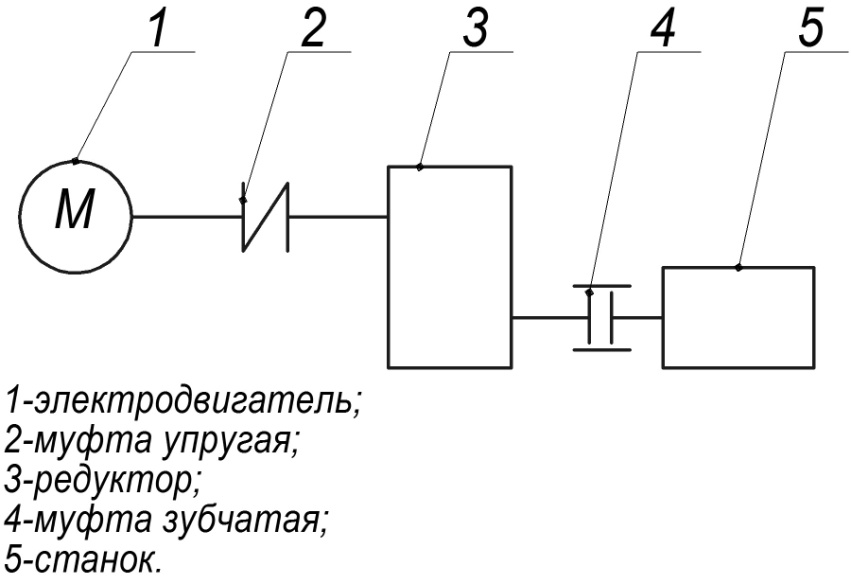 1 2 3 4 5
М
1-электродвигатель;
2-муфта упругая;
3-редуктор;
4-муфта зубчатая;
5-станок.